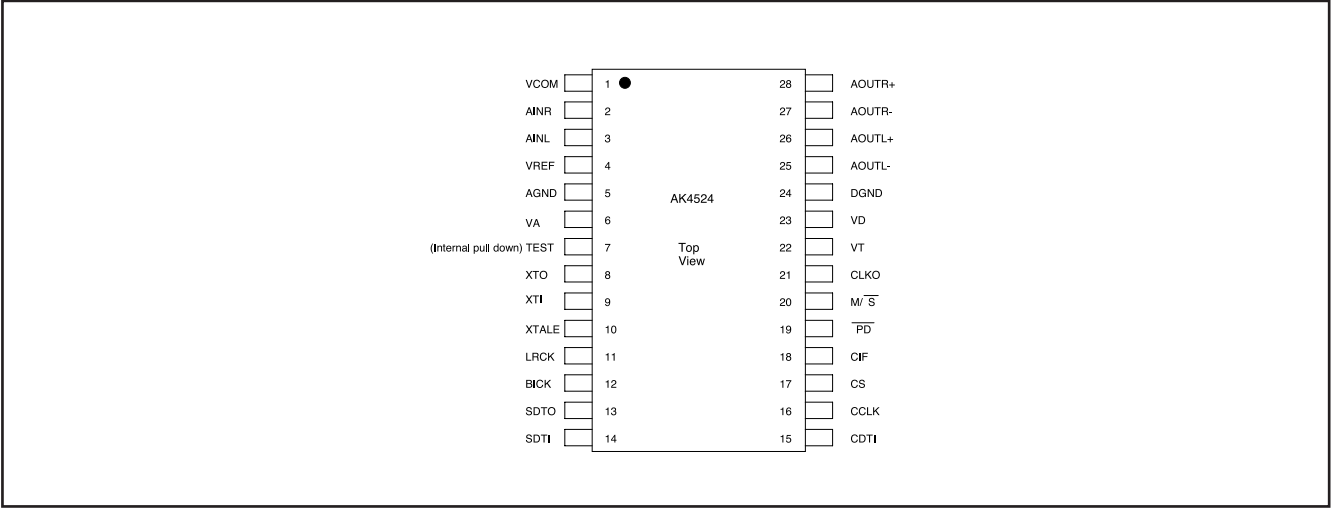 VCOM 1 28 AOUTR+
AINR 2 27 AOUTR-
AINL 3 26 AOUTL+
VREF 4 25 AOUTL-
AGND 5 24 DGND
AK4524
VA 6 23 VD
(Internal pull down) TEST 7 22 VT
Top
View
XTO 8 21 CLKO
XTI 9 20 M/S̅
XTALE 10 19 P̅D̅
LRCK 11 18 CIF
BICK 12 17 CS
SDTO 13 16 CCLK
SDTI 14 15 CDTI